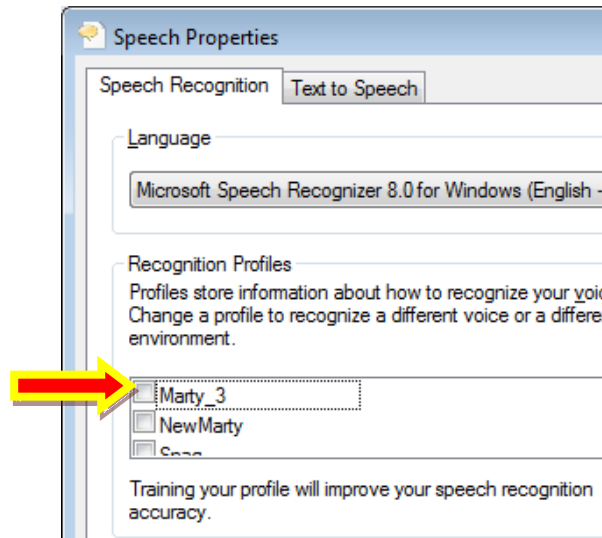 Speech Properties
Speech Recognition Text to Speech
Language
Microsoft Speech Recognizer 8.0 for Windows (English -
Recognition Profiles
Profiles store information about how to recognize your
Change a profile to recognize a different voice or a
environment.
Marty_3
NewMarty
Training your profile will improve your speech recognition
accuracy.